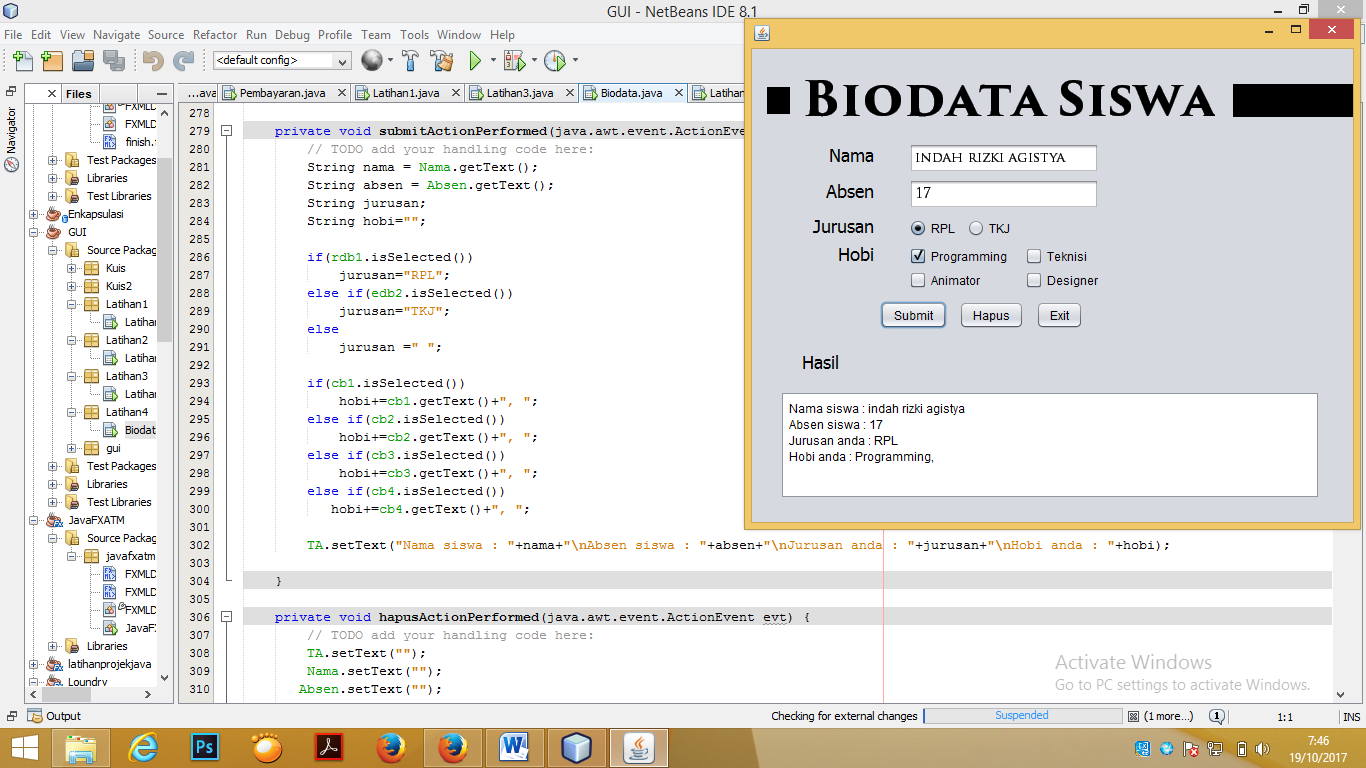 GUI - NetBeans IDE 8.1
File Edit View Navigate Source Refactor Run Debug Profile Team Tools Window Help
<default config>
Files
...ava Pembayaran.java Latihan1.java Latihan3.java Biodata.java Latihan
Navigator
FXMLD
FXMLD
finish.
Test Packages
Libraries
Test Libraries
Enkapsulasi
GUI
Source Packag
Kuis
Kuis2
Latihan1
Latihan
Latihan2
Latihan
Latihan3
Latihan
Latihan4
Biodat
gui
Test Packages
Libraries
Test Libraries
JavaFXATM
Source Packag
javafxatm
FXMLD
FXMLD
FXMLD
JavaFX
Libraries
latihanprojekjava
Loundry
278
279 private void submitActionPerformed(java.awt.event.ActionEve
280 // TODO add your handling code here:
281 String nama = Nama.getText();
282 String absen = Absen.getText();
283 String jurusan;
284 String hobi="";
285
286 if(rdb1.isSelected())
287 jurusan="RPL";
288 else if(edb2.isSelected())
289 jurusan="TKJ";
290 else
291 jurusan =" ";
292
293 if(cb1.isSelected())
294 hobi+=cb1.getText()+", ";
295 else if(cb2.isSelected())
296 hobi+=cb2.getText()+", ";
297 else if(cb3.isSelected())
298 hobi+=cb3.getText()+", ";
299 else if(cb4.isSelected())
300 hobi+=cb4.getText()+", ";
301
302 TA.setText("Nama siswa : "+nama+"\nAbsen siswa : "+absen+"\nJurusan anda : "+jurusan+"\nHobi anda : "+hobi);
303
304 }
305
306 private void hapusActionPerformed(java.awt.event.ActionEvent evt) {
307 // TODO add your handling code here:
308 TA.setText("");
309 Nama.setText("");
310 Absen.setText("");
Biodata Siswa
Nama indah rizki agistya
Absen 17
Jurusan RPL TKJ
Hobi Programming Teknisi
Animator Designer
Submit Hapus Exit
Hasil
Nama siswa : indah rizki agistya
Absen siswa : 17
Jurusan anda : RPL
Hobi anda : Programming,
Activate Windows
Go to PC settings to activate Windows.
Output
Checking for external changes Suspended (1 more...) 1 1:1 INS
7:46
19/10/2017